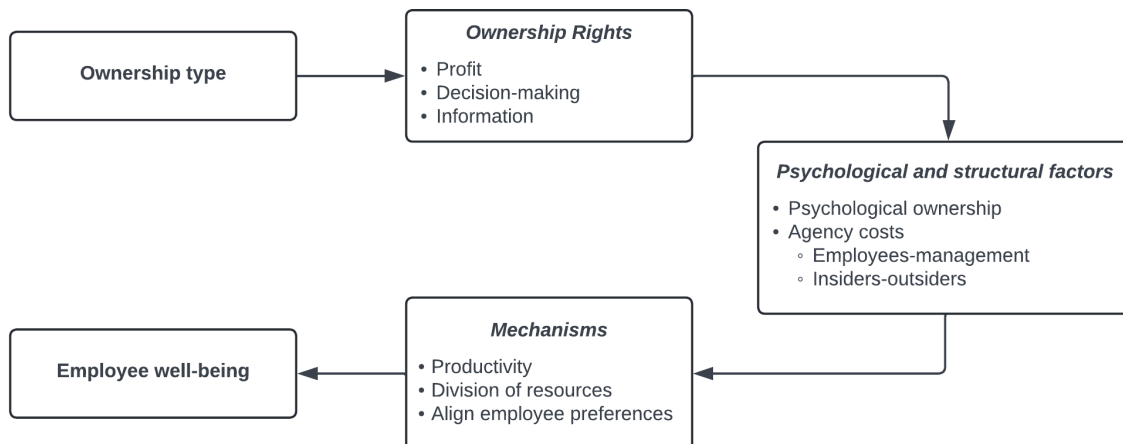 Ownership type
Ownership Rights
• Profit
• Decision-making
• Information
Psychological and structural factors
• Psychological ownership
• Agency costs
◦ Employees-management
◦ Insiders-outsiders
Mechanisms
• Productivity
• Division of resources
• Align employee preferences
Employee well-being